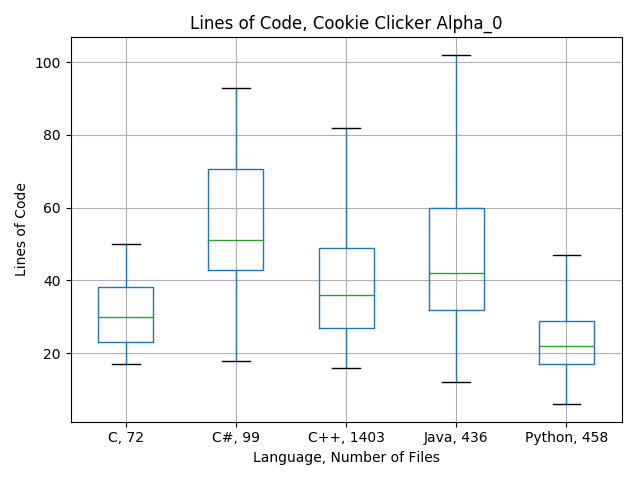 Lines of Code, Cookie Clicker Alpha_0
Lines of Code
100
80
60
40
20
C, 72
C#, 99
C++, 1403
Java, 436
Python, 458
Language, Number of Files